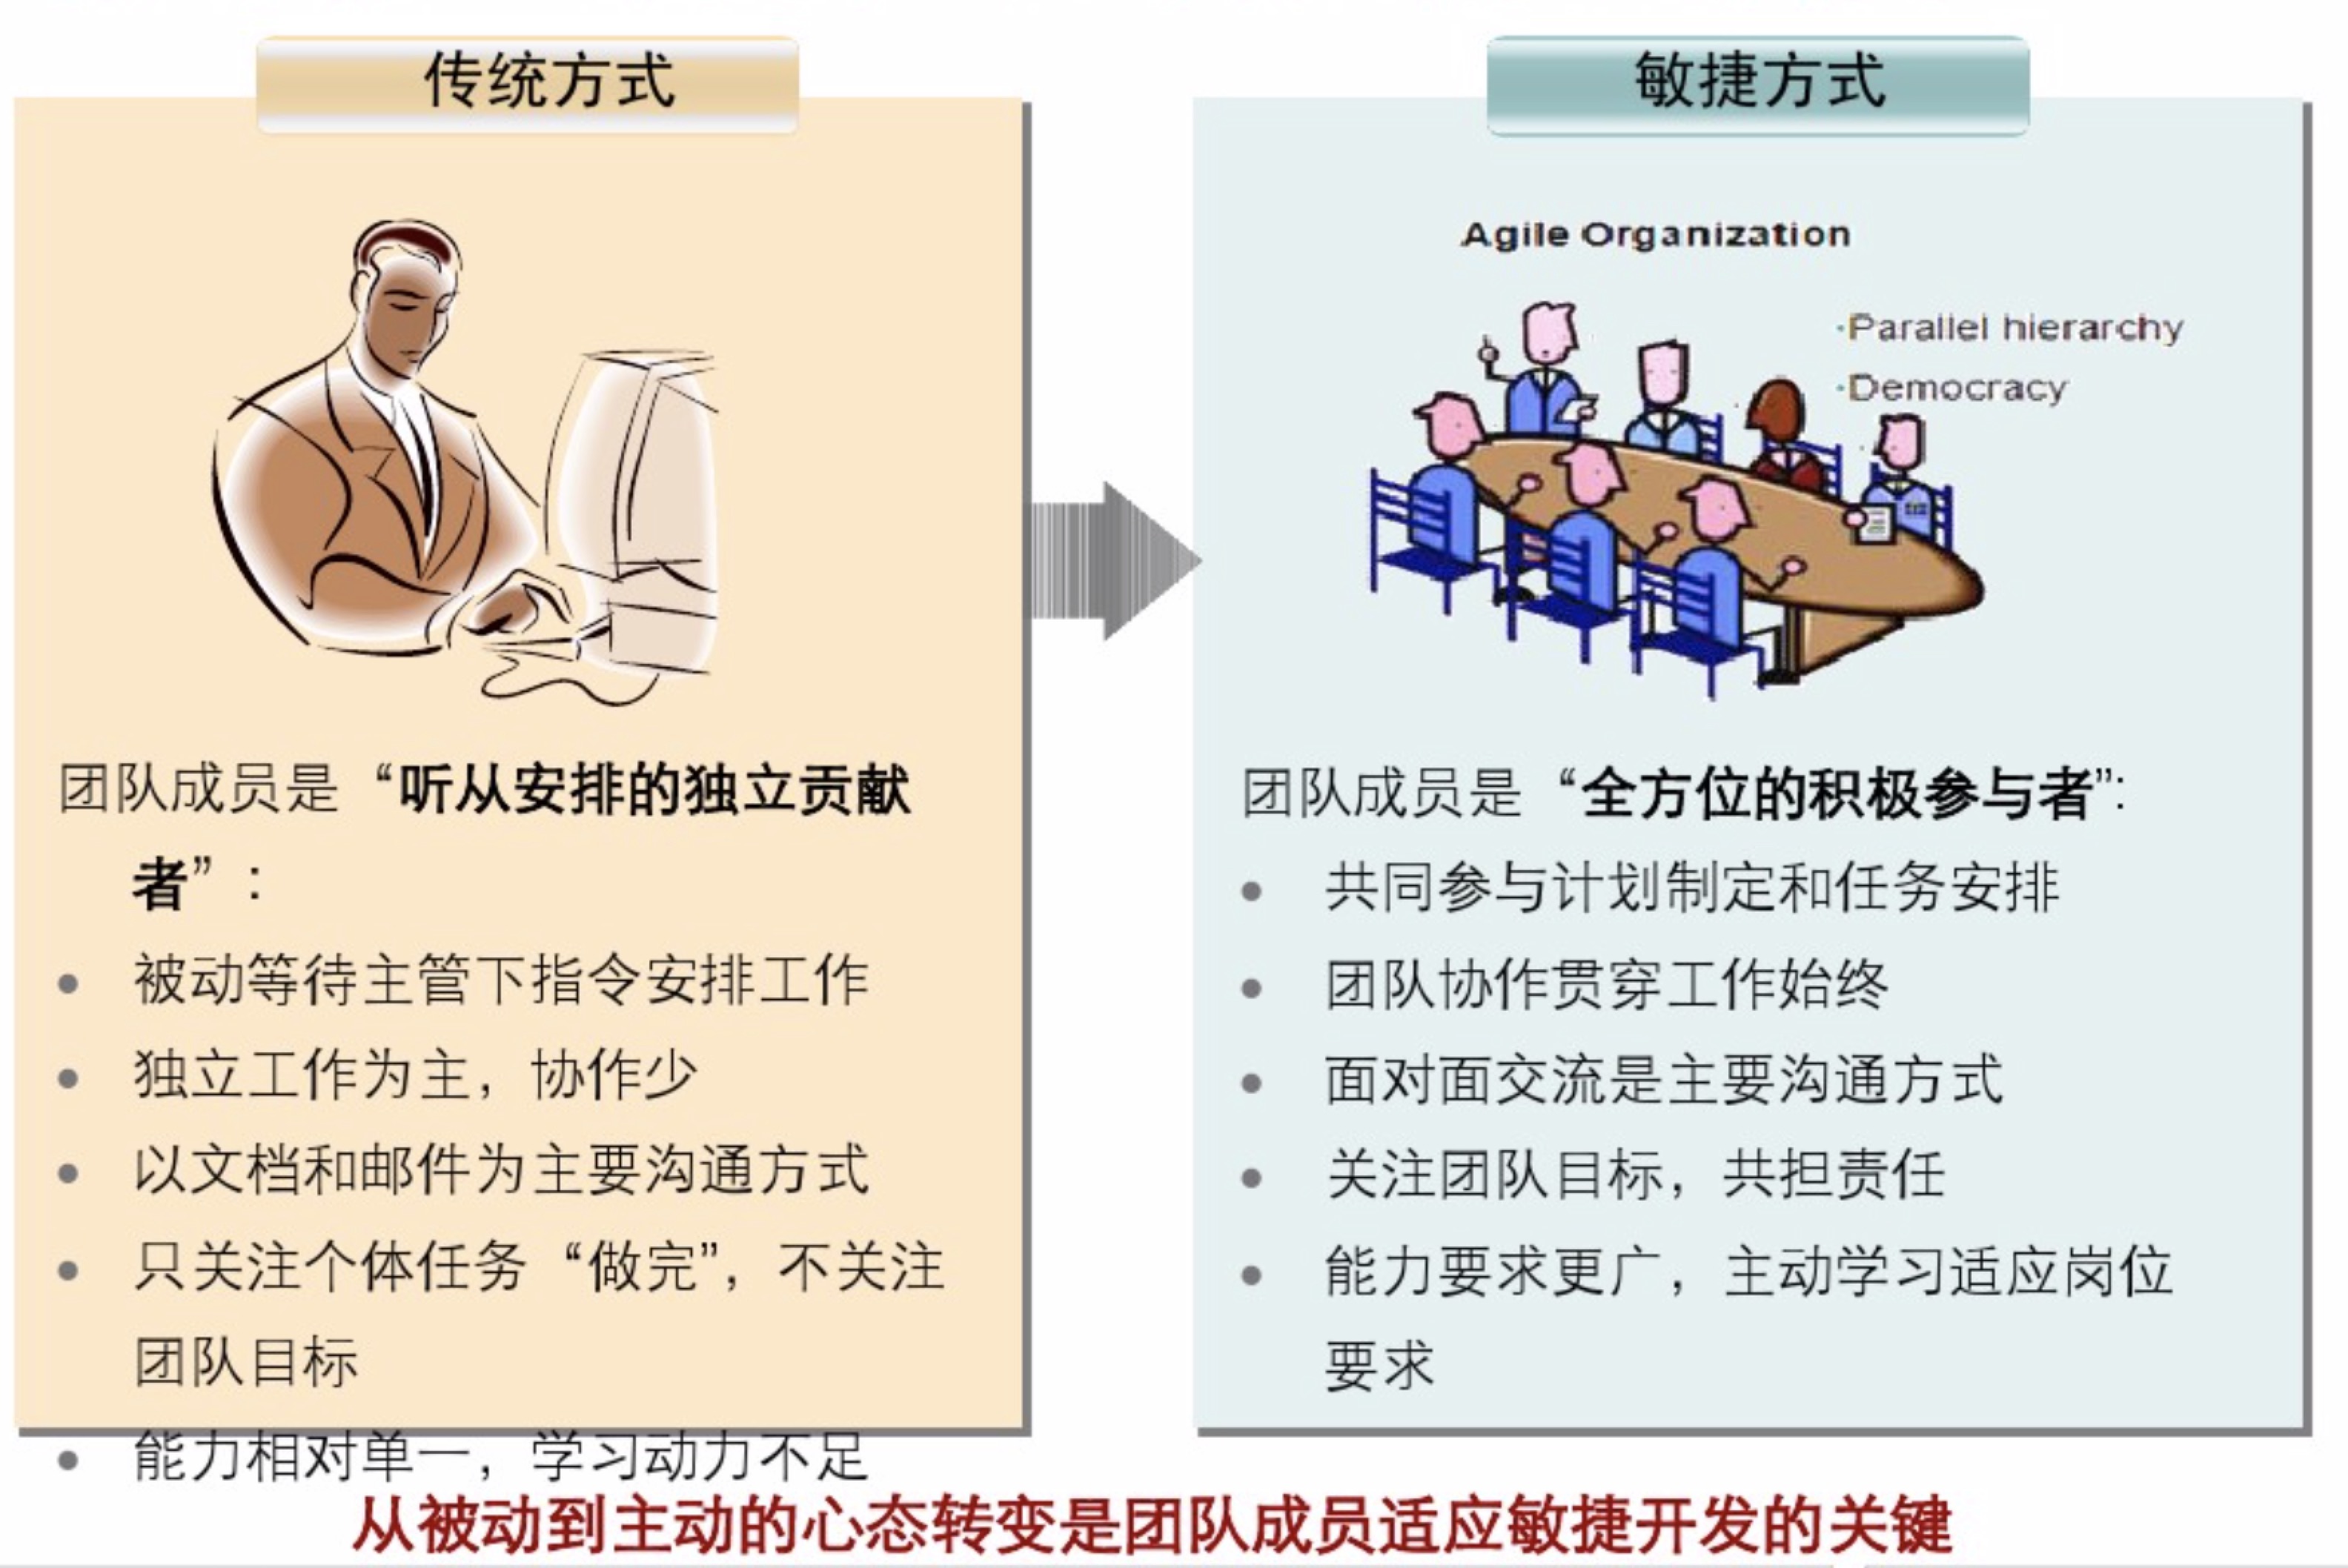 传统方式
团队成员是“听从安排的独立贡献
者”：
被动等待主管下指令安排工作
独立工作为主，协作少
以文档和邮件为主要沟通方式
只关注个体任务“做完”，不关注
团队目标
能力相对单一，学习动力不足
敏捷方式
Agile Organization
·Parallel hierarchy
·Democracy
团队成员是“全方位的积极参与者”:
共同参与计划制定和任务安排
团队协作贯穿工作始终
面对面交流是主要沟通方式
关注团队目标，共担责任
能力要求更广，主动学习适应岗位
要求
从被动到主动的心态转变是团队成员适应敏捷开发的关键